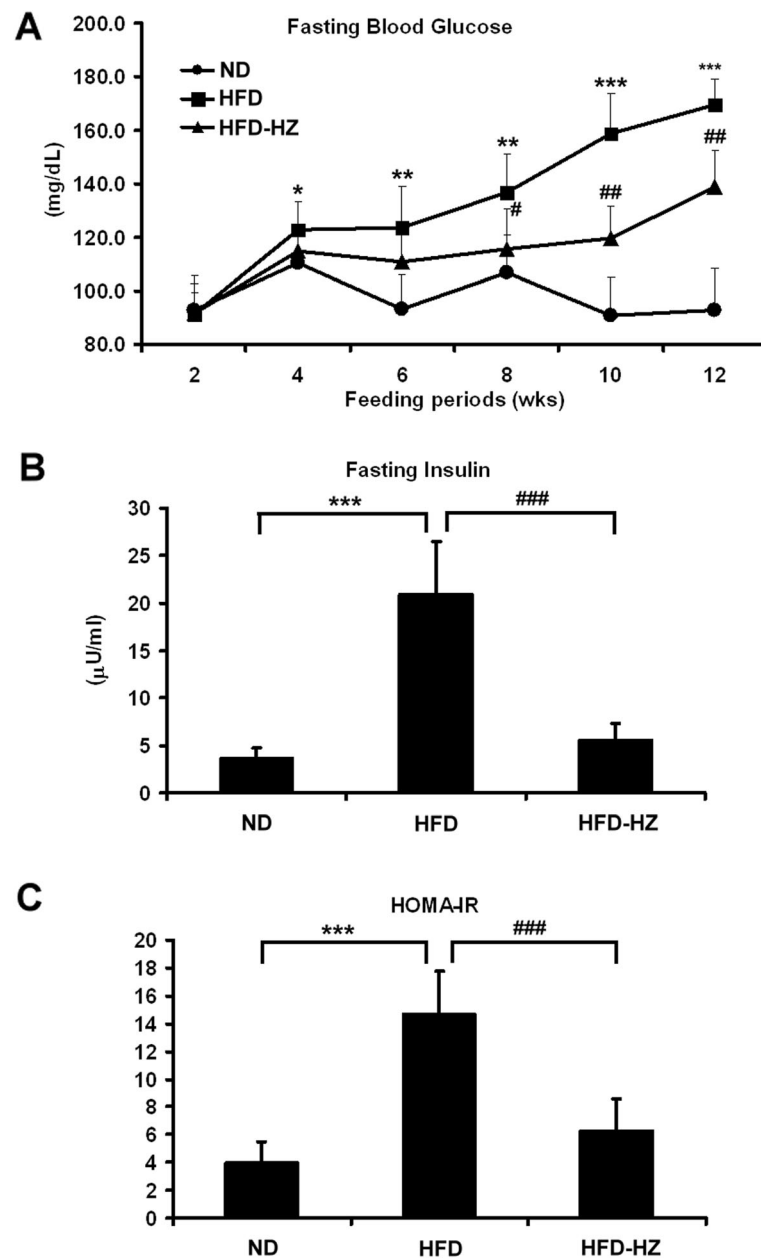 A
Fasting Blood Glucose
200.0
180.0
160.0
140.0
120.0
100.0
80.0
(mg/dL)
ND
HFD
HFD-HZ
*
**
**
***
***
#
##
##
2 4 6 8 10 12
Feeding periods (wks)
B
Fasting Insulin
30
25
20
15
10
5
0
(μU/ml)
*** ###
ND HFD HFD-HZ
C
HOMA-IR
20
18
16
14
12
10
8
6
4
2
0
*** ###
ND HFD HFD-HZ